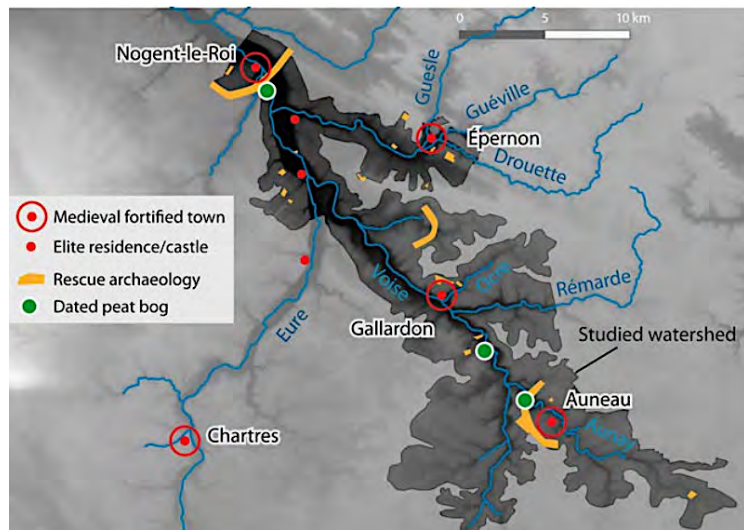 0
5
10 km
Nogent-le-Roi
Guesle
Guéville
Épernon
Drouette
Medieval fortified town
Elite residence/castle
Rescue archaeology
Dated peat bog
Voise
Ocre
Rémarde
Gallardon
Eure
Studied watershed
Auneau
Aunay
Chartres